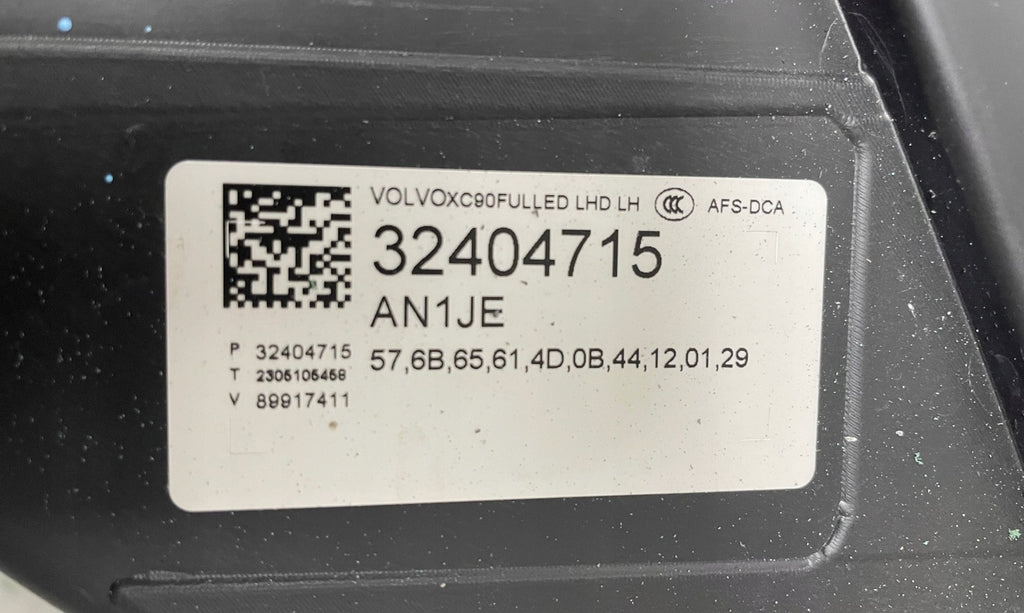 VOLVOXC90FULLED LHD LH CCC AFS-DCA
32404715
AN1JE
57,6B,65,61,4D,0B,44,12,01,29
P 32404715
T 2305105458
V 89917411